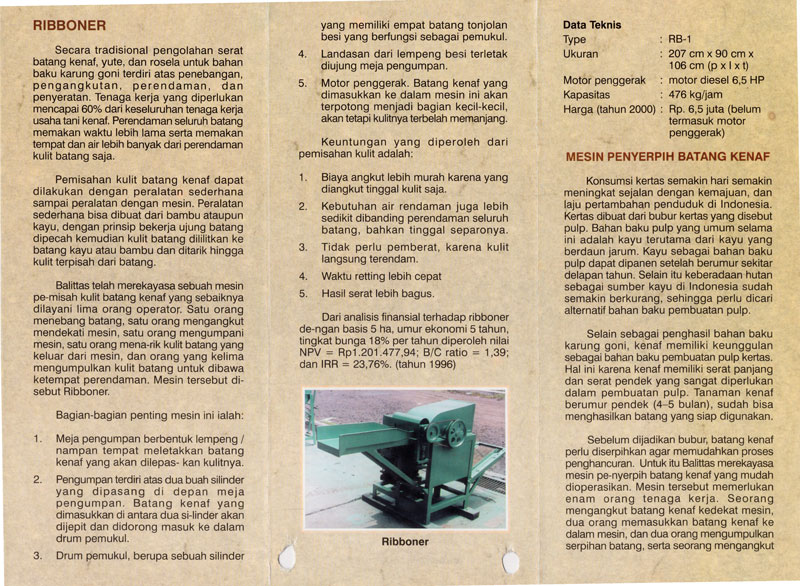 RIBBONER
Secara tradisional pengolahan serat
batang kenaf, yute, dan rosela untuk bahan
baku karung goni terdiri atas penebangan,
pengangkutan, perendaman, dan
penyeratan. Tenaga kerja yang diperlukan
mencapai 60% dari keseluruhan tenaga kerja
usaha tani kenaf. Perendaman seluruh batang
memakan waktu lebih lama serta memakan
tempat dan air lebih banyak dari perendaman
kulit batang saja.
Pemisahan kulit batang kenaf dapat
dilakukan dengan peralatan sederhana
sampai peralatan dengan mesin. Peralatan
sederhana bisa dibuat dari bambu ataupun
kayu, dengan prinsip bekerja ujung batang
dipecah kemudian kulit batang dililitkan ke
batang kayu atau bambu dan ditarik hingga
kulit terpisah dari batang.
Balittas telah merekayasa sebuah mesin
pe-misah kulit batang kenaf yang sebaiknya
dilayani lima orang operator. Satu orang
menebang batang, satu orang mengangkut
mendekati mesin, satu orang mengumpani
mesin, satu orang mena-rik kulit batang yang
keluar dari mesin, dan orang yang kelima
mengumpulkan kulit batang untuk dibawa
ketempat perendaman. Mesin tersebut di-
sebut Ribboner.
Bagian-bagian penting mesin ini ialah:
1. Meja pengumpan berbentuk lempeng /
nampan tempat meletakkan batang
kenaf yang akan dilepas- kan kulitnya.
2. Pengumpan terdiri atas dua buah silinder
yang dipasang di depan meja
pengumpan. Batang kenaf yang
dimasukkan di antara dua si-linder akan
dijepit dan didorong masuk ke dalam
drum pemukul.
3. Drum pemukul, berupa sebuah silinder
yang memiliki empat batang tonjolan
besi yang berfungsi sebagai pemukul.
4. Landasan dari lempeng besi terletak
diujung meja pengumpan.
5. Motor penggerak. Batang kenaf yang
dimasukkan ke dalam mesin ini akan
terpotong menjadi bagian kecil-kecil,
akan tetapi kulitnya terbelah memanjang.
Keuntungan yang diperoleh dari
pemisahan kulit adalah:
1. Biaya angkut lebih murah karena yang
diangkut tinggal kulit saja.
2. Kebutuhan air rendaman juga lebih
sedikit dibanding perendaman seluruh
batang, bahkan tinggal separonya.
3. Tidak perlu pemberat, karena kulit
langsung terendam.
4. Waktu retting lebih cepat
5. Hasil serat lebih bagus.
Dari analisis finansial terhadap ribboner
de-ngan basis 5 ha, umur ekonomi 5 tahun,
tingkat bunga 18% per tahun diperoleh nilai
NPV = Rp1.201.477,94; B/C ratio = 1,39;
dan IRR = 23,76%. (tahun 1996)
Ribboner
Data Teknis
Type : RB-1
Ukuran : 207 cm x 90 cm x
106 cm (p x l x t)
Motor penggerak : motor diesel 6,5 HP
Kapasitas : 476 kg/jam
Harga (tahun 2000) : Rp. 6,5 juta (belum
termasuk motor
penggerak)
MESIN PENYERPIH BATANG KENAF
Konsumsi kertas semakin hari semakin
meningkat sejalan dengan kemajuan, dan
laju pertambahan penduduk di Indonesia.
Kertas dibuat dari bubur kertas yang disebut
pulp. Bahan baku pulp yang umum selama
ini adalah kayu terutama dari kayu yang
berdaun jarum. Kayu sebagai bahan baku
pulp dapat dipanen setelah berumur sekitar
delapan tahun. Selain itu keberadaan hutan
sebagai sumber kayu di Indonesia sudah
semakin berkurang, sehingga perlu dicari
alternatif bahan baku pembuatan pulp.
Selain sebagai penghasil bahan baku
karung goni, kenaf memiliki keunggulan
sebagai bahan baku pembuatan pulp kertas.
Hal ini karena kenaf memiliki serat panjang
dan serat pendek yang sangat diperlukan
dalam pembuatan pulp. Tanaman kenaf
berumur pendek (4–5 bulan), sudah bisa
menghasilkan batang yang siap digunakan.
Sebelum dijadikan bubur, batang kenaf
perlu diserpihkan agar memudahkan proses
penghancuran. Untuk itu Balittas merekayasa
mesin pe-nyerpih batang kenaf yang mudah
dioperasikan. Mesin tersebut memerlukan
enam orang tenaga kerja. Seorang
mengangkut batang kenaf kedekat mesin,
dua orang memasukkan batang kenaf ke
dalam mesin, dan dua orang mengumpulkan
serpihan batang, serta seorang mengangkut